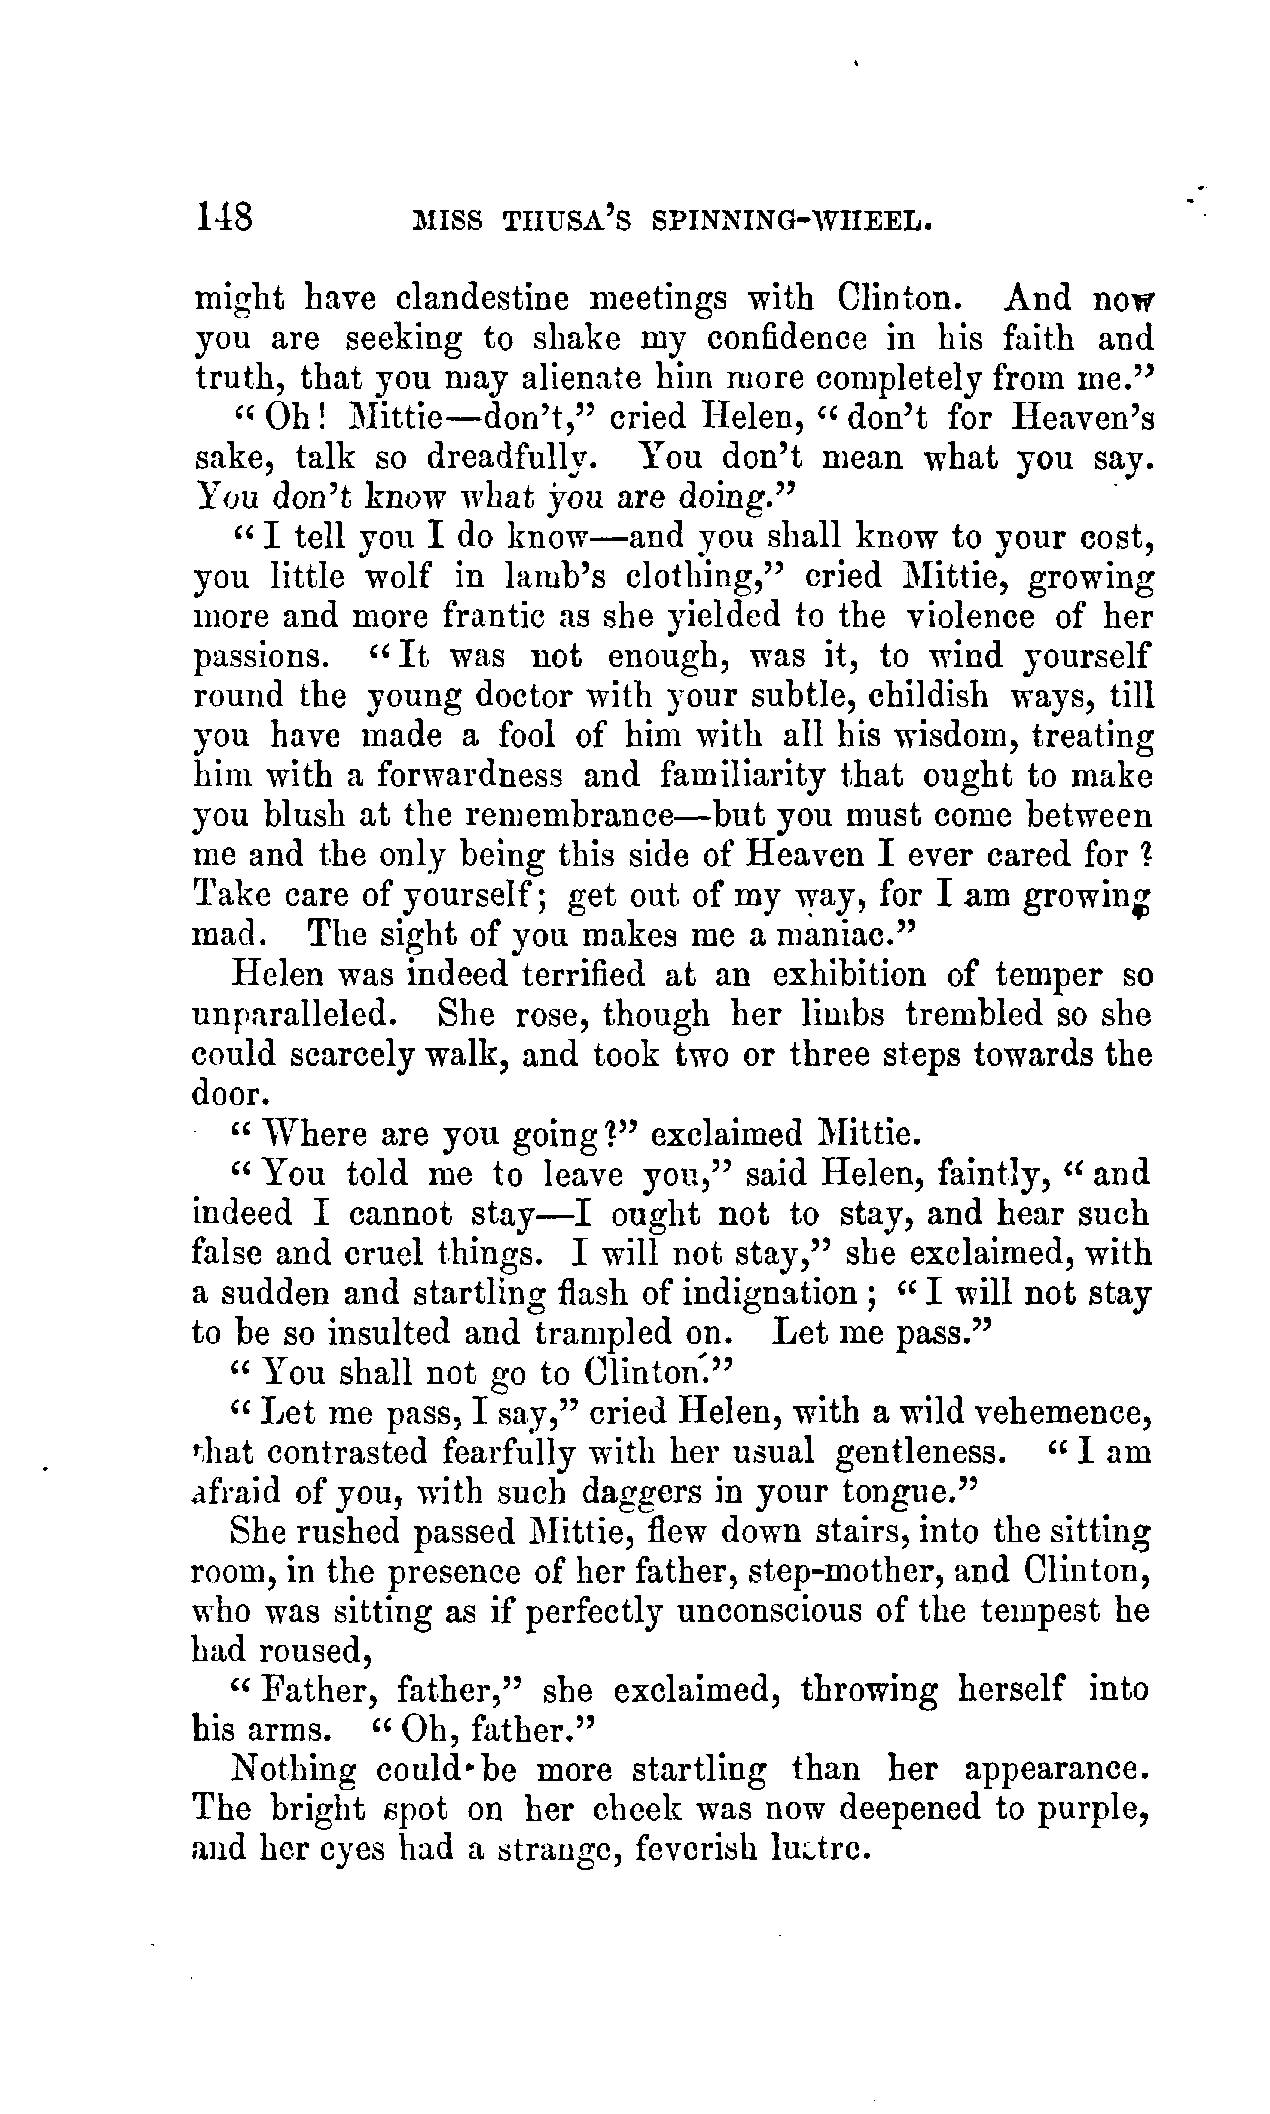 148 MISS THUSA'S SPINNING-WHEEL.
might have clandestine meetings with Clinton. And now
you are seeking to shake my confidence in his faith and
truth, that you may alienate him more completely from me."
"Oh! Mittie—don't," cried Helen, "don't for Heaven's
sake, talk so dreadfully. You don't mean what you say.
You don't know what you are doing."
"I tell you I do know—and you shall know to your cost,
you little wolf in lamb's clothing," cried Mittie, growing
more and more frantic as she yielded to the violence of her
passions. "It was not enough, was it, to wind yourself
round the young doctor with your subtle, childish ways, till
you have made a fool of him with all his wisdom, treating
him with a forwardness and familiarity that ought to make
you blush at the remembrance—but you must come between
me and the only being this side of Heaven I ever cared for?
Take care of yourself; get out of my way, for I am growing
mad. The sight of you makes me a maniac."
Helen was indeed terrified at an exhibition of temper so
unparalleled. She rose, though her limbs trembled so she
could scarcely walk, and took two or three steps towards the
door.
"Where are you going?" exclaimed Mittie.
"You told me to leave you," said Helen, faintly, "and
indeed I cannot stay—I ought not to stay, and hear such
false and cruel things. I will not stay," she exclaimed, with
a sudden and startling flash of indignation; "I will not stay
to be so insulted and trampled on. Let me pass."
"You shall not go to Clinton."
"Let me pass, I say," cried Helen, with a wild vehemence,
that contrasted fearfully with her usual gentleness. "I am
afraid of you, with such daggers in your tongue."
She rushed passed Mittie, flew down stairs, into the sitting
room, in the presence of her father, step-mother, and Clinton,
who was sitting as if perfectly unconscious of the tempest he
had roused,
"Father, father," she exclaimed, throwing herself into
his arms. "Oh, father."
Nothing could be more startling than her appearance.
The bright spot on her cheek was now deepened to purple,
and her eyes had a strange, feverish lustre.